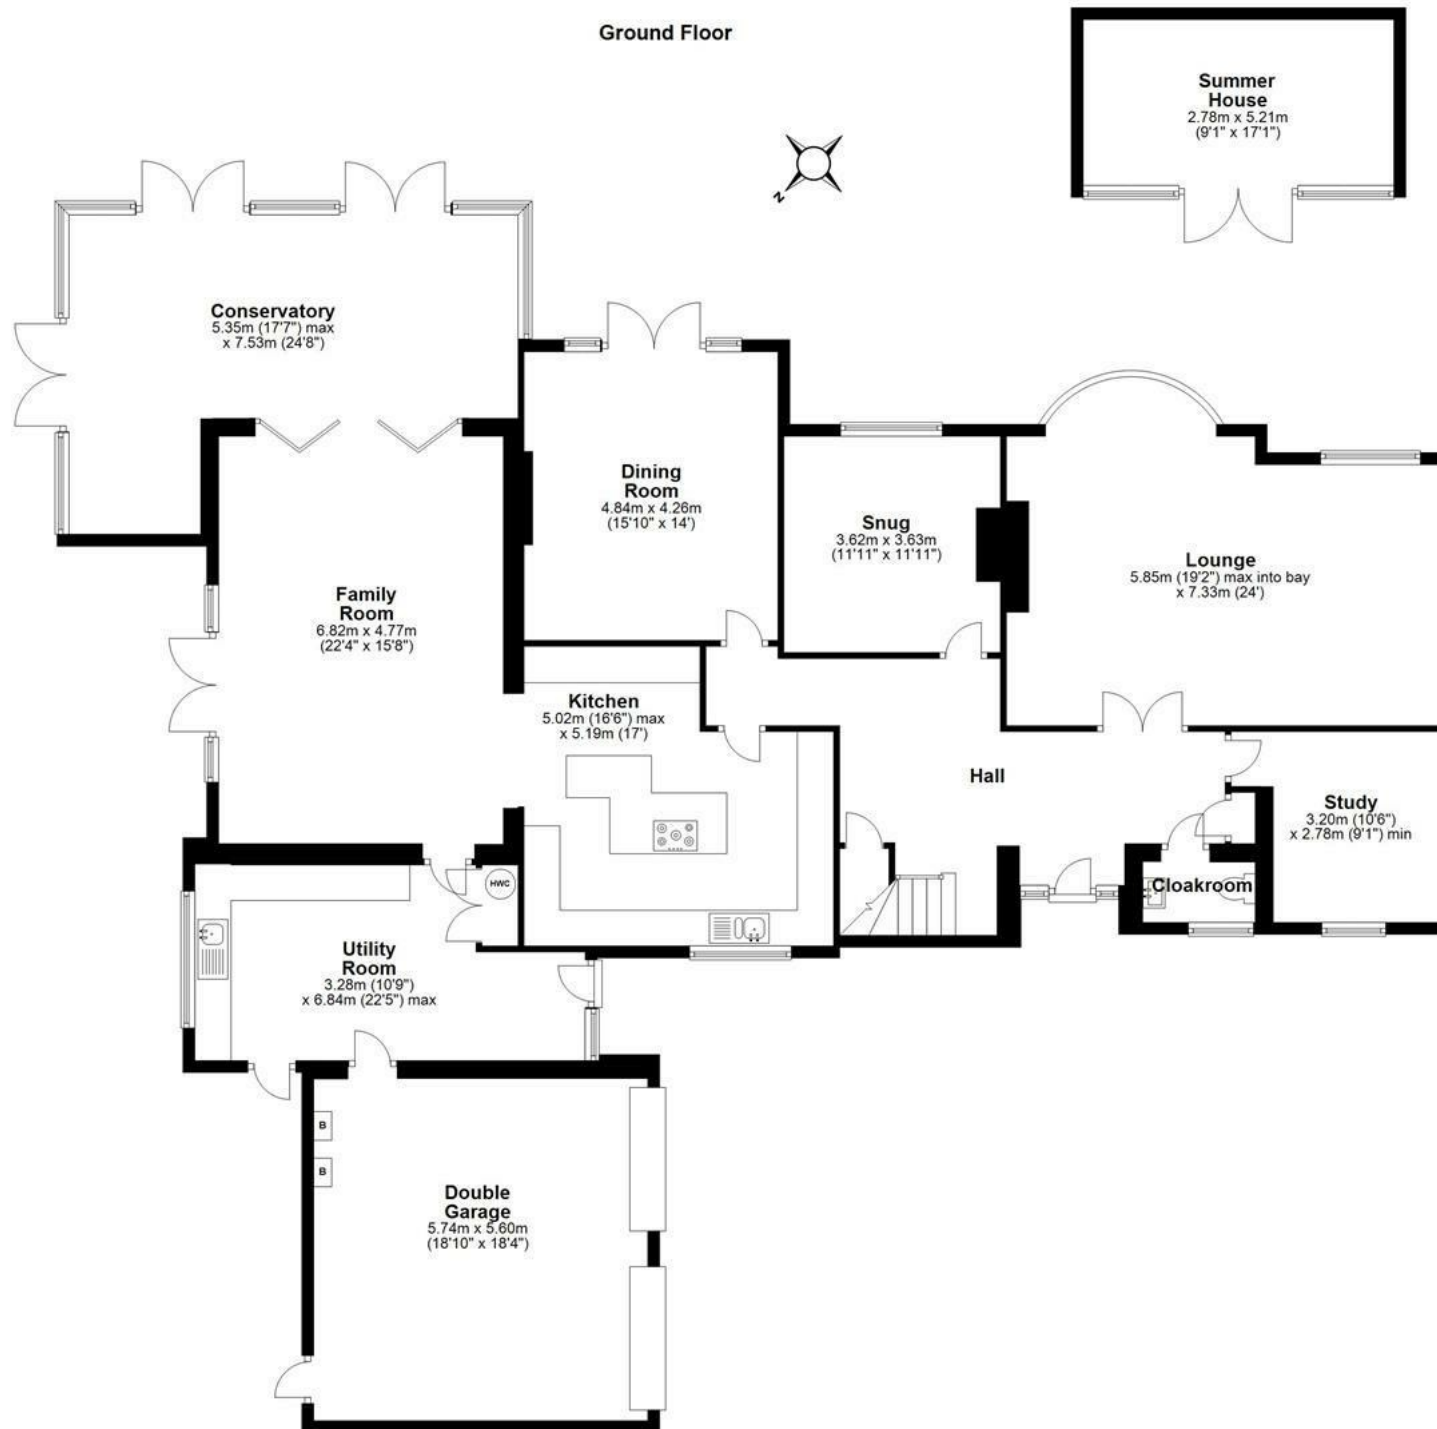 Ground Floor
Summer
House
2.78m x 5.21m
(9'1" x 17'1")
N
Conservatory
5.35m (17'7") max
x 7.53m (24'8")
Dining
Room
4.84m x 4.26m
(15'10" x 14')
Snug
3.62m x 3.63m
(11'11" x 11'11")
Lounge
5.85m (19'2") max into bay
x 7.33m (24')
Family
Room
6.82m x 4.77m
(22'4" x 15'8")
Kitchen
5.02m (16'6") max
x 5.19m (17')
Hall
Study
3.20m (10'6")
x 2.78m (9'1") min
HWC
Cloakroom
Utility
Room
3.28m (10'9")
x 6.84m (22'5") max
B
B
Double
Garage
5.74m x 5.60m
(18'10" x 18'4")